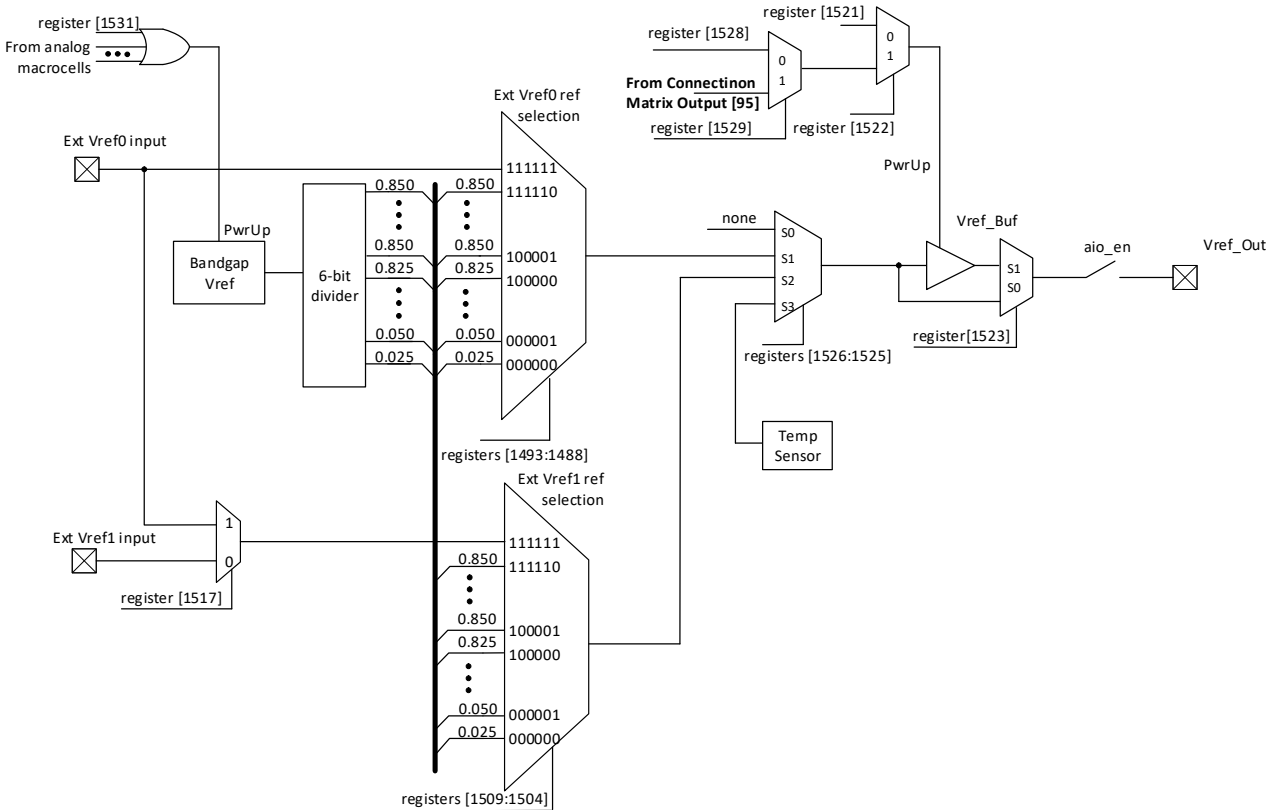 register [1531]
From analog
macrocells
Ext Vref0 input
PwrUp
Bandgap
Vref
6-bit
divider
0.850
0.850
0.825
0.050
0.025
Ext Vref0 ref
selection
0.850
0.850
0.825
0.050
0.025
111111
111110
100001
100000
000001
000000
registers [1493:1488]
register [1521]
register [1528]
0
1
From Connectinon
Matrix Output [95]
0
1
register [1529]
register [1522]
PwrUp
none
S0
S1
S2
S3
registers [1526:1525]
Vref_Buf
S1
S0
register[1523]
aio_en
Vref_Out
Temp
Sensor
Ext Vref1 input
1
0
register [1517]
Ext Vref1 ref
selection
0.850
0.850
0.825
0.050
0.025
111111
111110
100001
100000
000001
000000
registers [1509:1504]